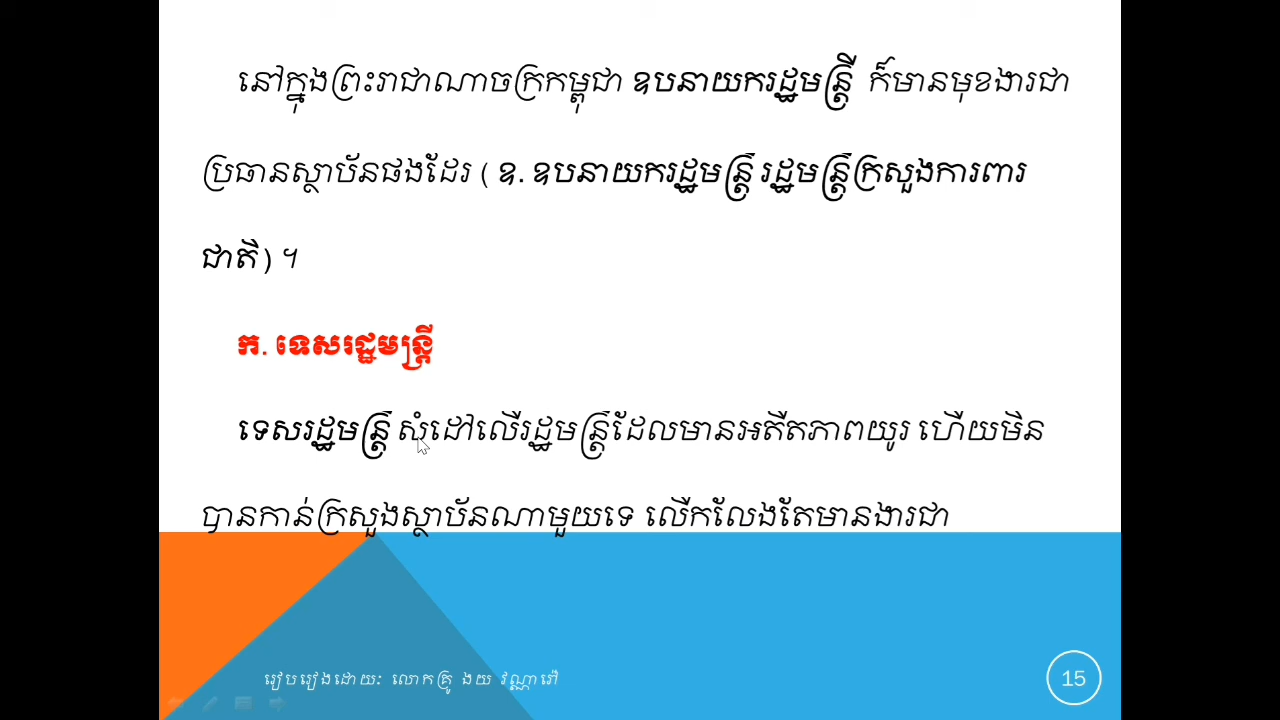 នៅក្នុងព្រះរាជាណាចក្រកម្ពុជា ឧបនាយករដ្ឋមន្ត្រី ក៏មានមុខងារជា
ប្រធានស្ថាប័នផងដែរ ( ឧ. ឧបនាយករដ្ឋមន្ត្រី រដ្ឋមន្ត្រីក្រសួងការពារ
ជាតិ) ។
ក. ទេសរដ្ឋមន្ត្រី
ទេសរដ្ឋមន្ត្រី សំដៅលើរដ្ឋមន្ត្រីដែលមានអតីតភាពយូរ ហើយមិន
បានកាន់ក្រសួងស្ថាប័នណាមួយទេ លើកលែងតែមានងារជា
រៀបរៀងដោយ: លោកគ្រូ ងយ វណ្ណារ៉ៅ
15